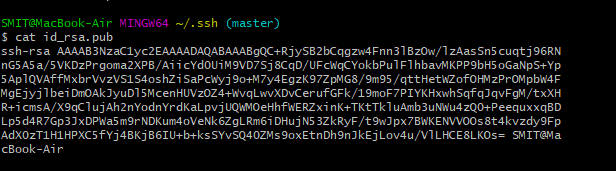 SMIT@MacBook-Air MINGW64 ~/.ssh (master)
$ cat id_rsa.pub
ssh-rsa AAAAB3NzaC1yc2EAAAADAQABAAABgQC+RjySB2bCqgzw4Fnn3lBzOw/lzAasSn5cuqtj96RN
nG5A5a/5VKDzPrgoma2XPB/AiicYdOUiM9VD7Sj8CqD/UFcWqCYokbPulFlhbavMKPP9bH5oGaNpS+Yp
5AplQVAffMxbrVvzVS1S4oshZiSaPcWyj9o+M7y4EgzK97ZpMG8/9m95/qttHetWZofOHMzPrOMpbW4F
MgEjyjlbeiDmOAkJyuDl5McenHUVzOZ4+WvqLwvXDvCerufGFk/19moF7PIYKHxwhSqfqJqvFgM/txXH
R+icmsA/X9qClujAh2nYodnYrdKaLpvjUQWMOeHhfWERZxinK+TKtTkluAmb3uNWu4zQO+PeequxxqBD
Lp5d4R7Gp3JxDPWa5m9rNDKum4oVeNk6ZgLRm6iDHujN53ZkRyF/t9wJpx7BWKENVVOOs8t4kvzdy9Fp
AdXOzT1H1HPXC5fYj4BKjB6IU+b+ksSYvSQ4OZMs9oxEtnDh9nJkEjLov4u/VlLHCE8LKOs= SMIT@Ma
cBook-Air